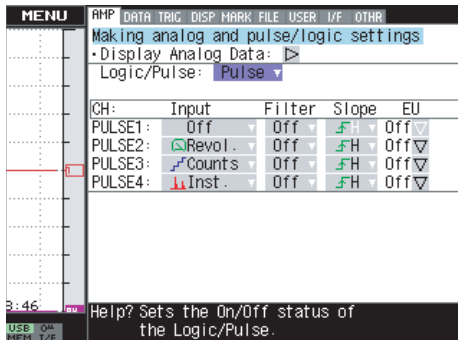 MENU
AMP DATA TRIG DISP MARK FILE USER I/F OTHR
Making analog and pulse/logic settings
・Display Analog Data:
Logic/Pulse: Pulse
CH: Input Filter Slope EU
PULSE1: Off Off H Off
PULSE2: Revol. Off H Off
PULSE3: Counts Off H Off
PULSE4: Inst. Off H Off
3:46
USB
MEM I/F
Help? Sets the On/Off status of
the Logic/Pulse.